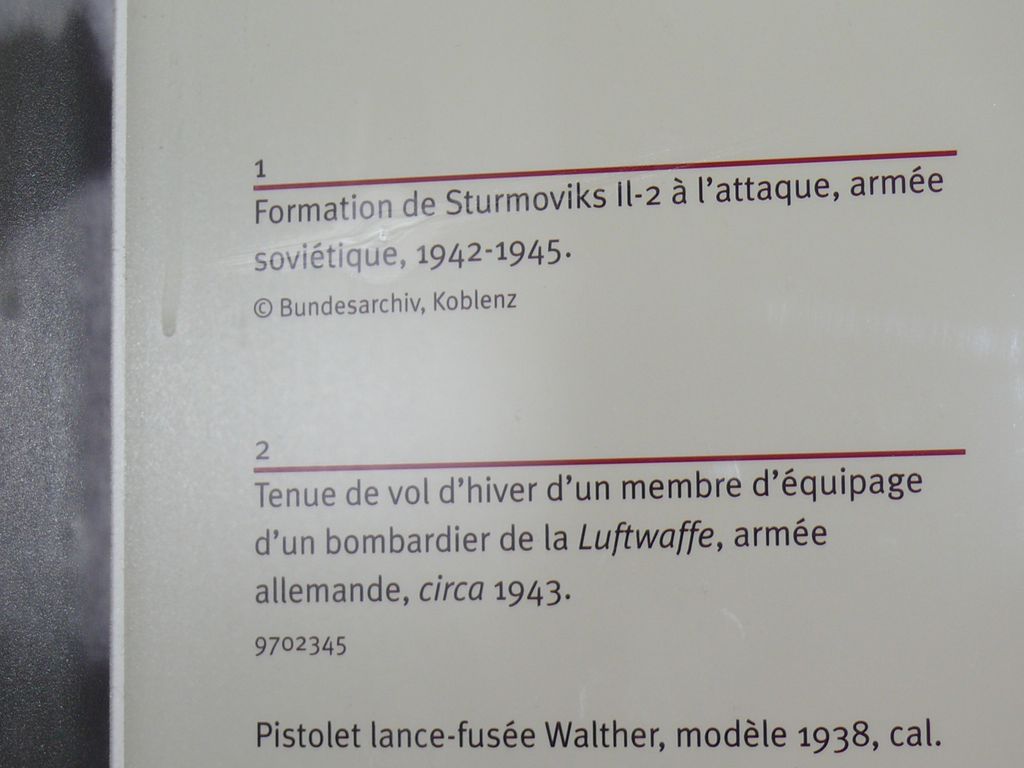 1
Formation de Sturmoviks Il-2 à l'attaque, armée
soviétique, 1942-1945.
© Bundesarchiv, Koblenz
2
Tenue de vol d'hiver d'un membre d'équipage
d'un bombardier de la Luftwaffe, armée
allemande, circa 1943.
9702345
Pistolet lance-fusée Walther, modèle 1938, cal.